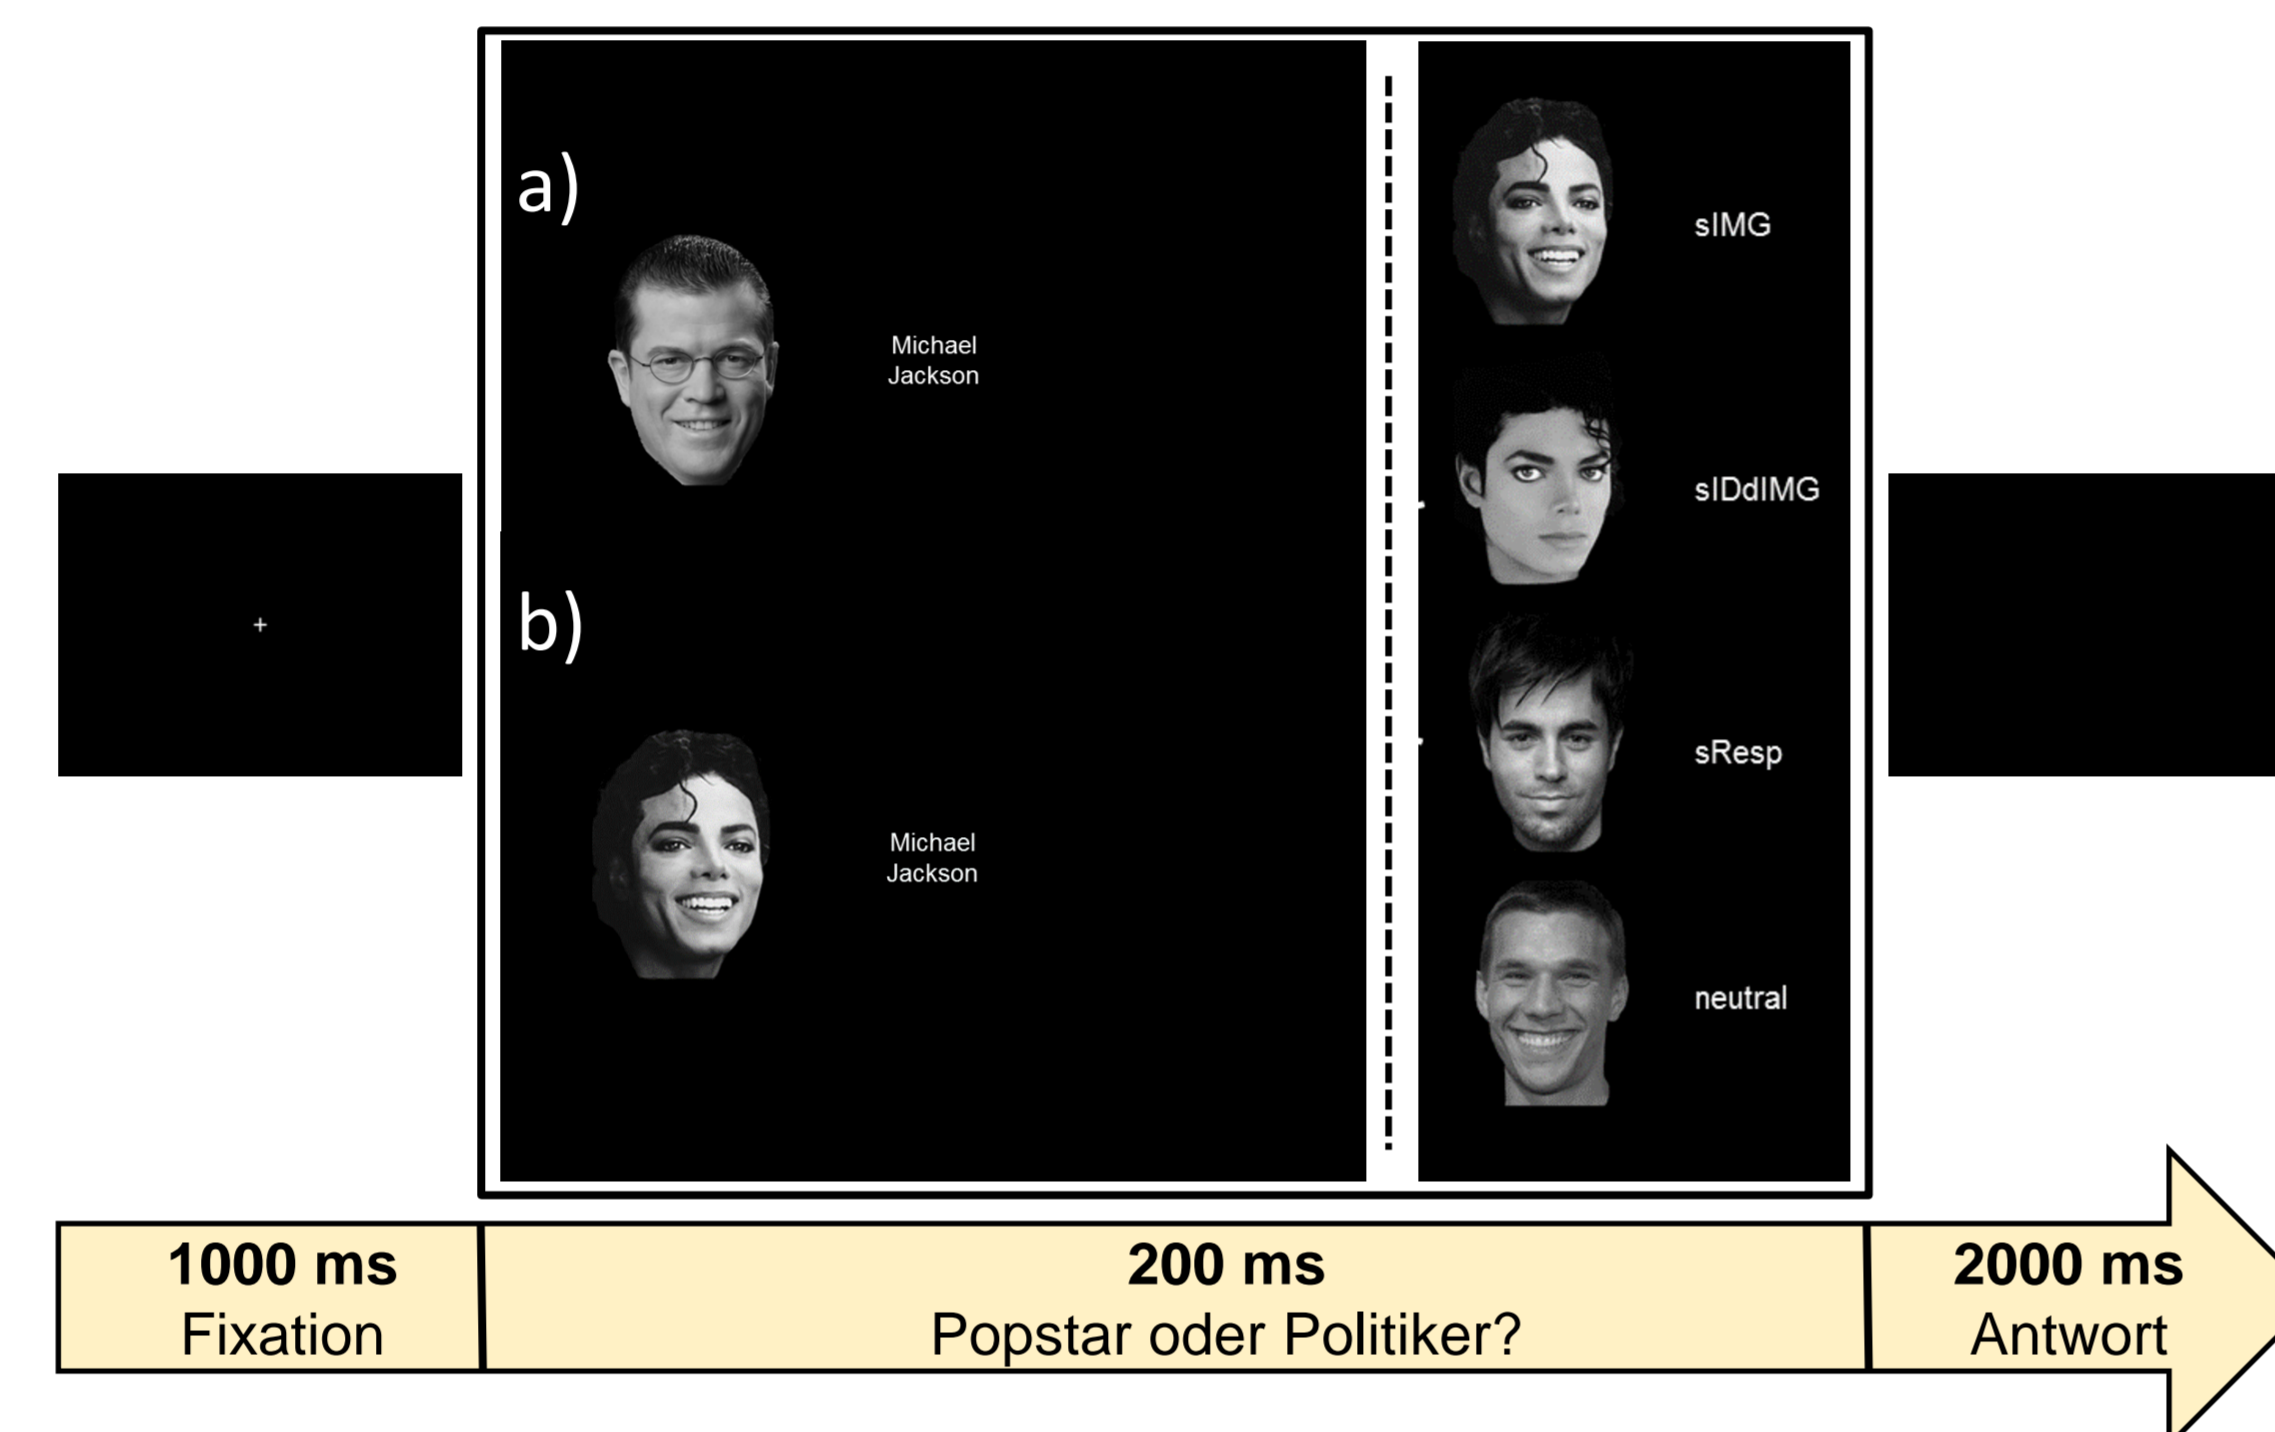 a)
Michael
Jackson
b)
Michael
Jackson
sIMG
sIDdIMG
sResp
neutral
+
1000 ms
Fixation
200 ms
Popstar oder Politiker?
2000 ms
Antwort